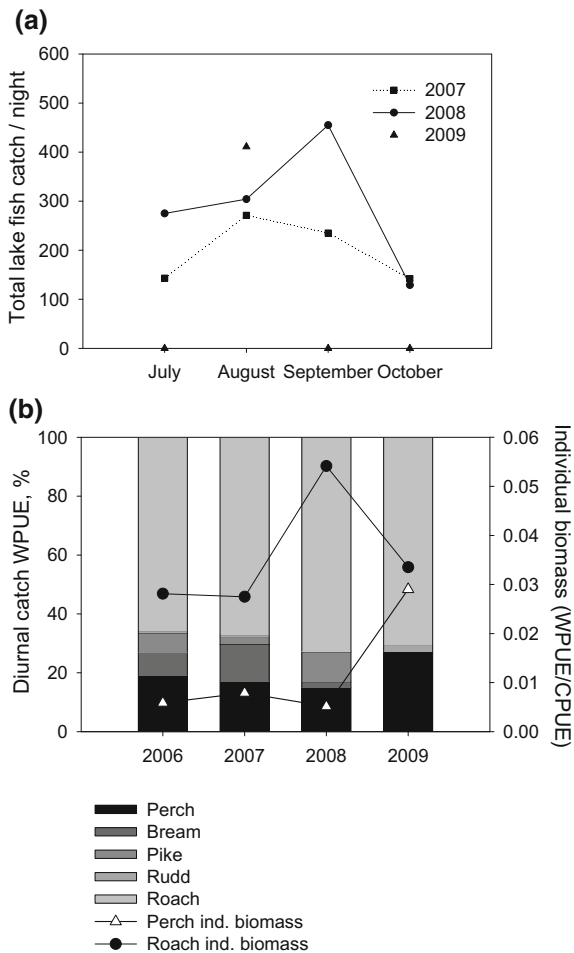 (a)
Total lake fish catch / night
600
500
400
300
200
100
0
2007
2008
2009
July August September October
(b)
Diurnal catch WPUE, %
100
80
60
40
20
0
Individual biomass (WPUE/CPUE)
0.06
0.05
0.04
0.03
0.02
0.01
0.00
2006 2007 2008 2009
Perch
Bream
Pike
Rudd
Roach
Perch ind. biomass
Roach ind. biomass